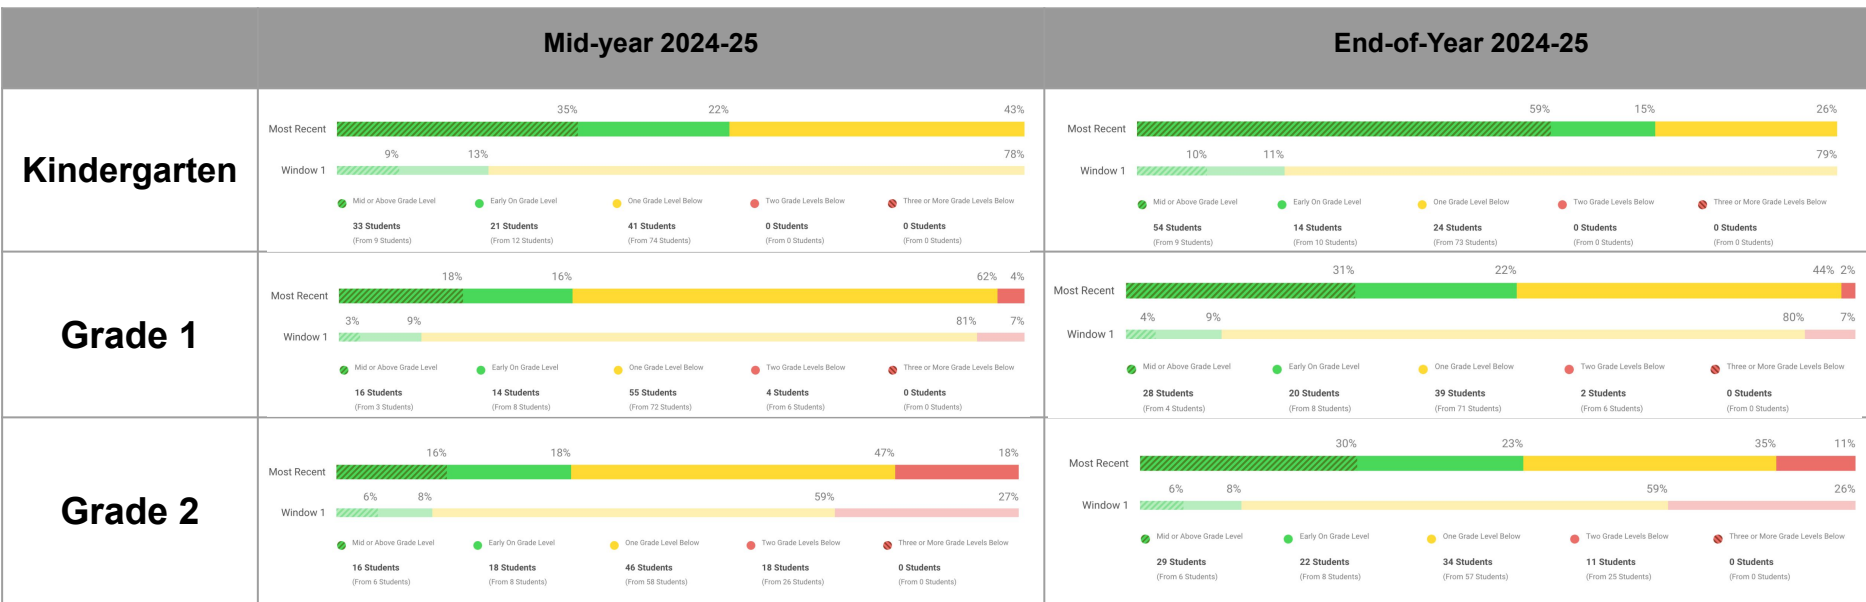 Mid-year 2024-25
End-of-Year 2024-25
Kindergarten
35% 22% 43%
Most Recent
9% 13% 78%
Window 1
Mid or Above Grade Level Early On Grade Level One Grade Level Below Two Grade Levels Below Three or More Grade Levels Below
33 Students 21 Students 41 Students 0 Students 0 Students
(From 9 Students) (From 12 Students) (From 74 Students) (From 0 Students) (From 0 Students)
59% 15% 26%
Most Recent
10% 11% 79%
Window 1
Mid or Above Grade Level Early On Grade Level One Grade Level Below Two Grade Levels Below Three or More Grade Levels Below
54 Students 14 Students 24 Students 0 Students 0 Students
(From 9 Students) (From 10 Students) (From 73 Students) (From 0 Students) (From 0 Students)
Grade 1
18% 16% 62% 4%
Most Recent
3% 9% 81% 7%
Window 1
Mid or Above Grade Level Early On Grade Level One Grade Level Below Two Grade Levels Below Three or More Grade Levels Below
16 Students 14 Students 55 Students 4 Students 0 Students
(From 3 Students) (From 8 Students) (From 72 Students) (From 6 Students) (From 0 Students)
31% 22% 44% 2%
Most Recent
4% 9% 80% 7%
Window 1
Mid or Above Grade Level Early On Grade Level One Grade Level Below Two Grade Levels Below Three or More Grade Levels Below
28 Students 20 Students 39 Students 2 Students 0 Students
(From 4 Students) (From 8 Students) (From 71 Students) (From 6 Students) (From 0 Students)
Grade 2
16% 18% 47% 18%
Most Recent
6% 8% 59% 27%
Window 1
Mid or Above Grade Level Early On Grade Level One Grade Level Below Two Grade Levels Below Three or More Grade Levels Below
16 Students 18 Students 46 Students 18 Students 0 Students
(From 6 Students) (From 8 Students) (From 58 Students) (From 26 Students) (From 0 Students)
30% 23% 35% 11%
Most Recent
6% 8% 59% 26%
Window 1
Mid or Above Grade Level Early On Grade Level One Grade Level Below Two Grade Levels Below Three or More Grade Levels Below
29 Students 22 Students 34 Students 11 Students 0 Students
(From 6 Students) (From 8 Students) (From 57 Students) (From 25 Students) (From 0 Students)